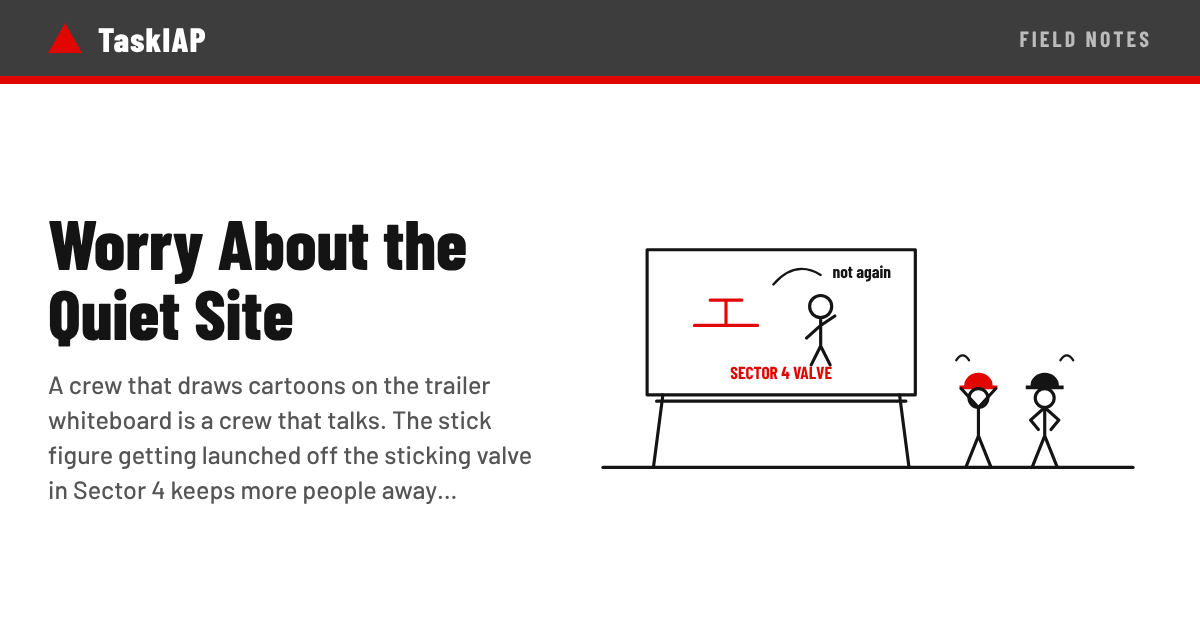 TaskIAP
FIELD NOTES
Worry About the
Quiet Site
A crew that draws cartoons on the trailer
whiteboard is a crew that talks. The stick
figure getting launched off the sticking valve
in Sector 4 keeps more people away...
not again
SECTOR 4 VALVE